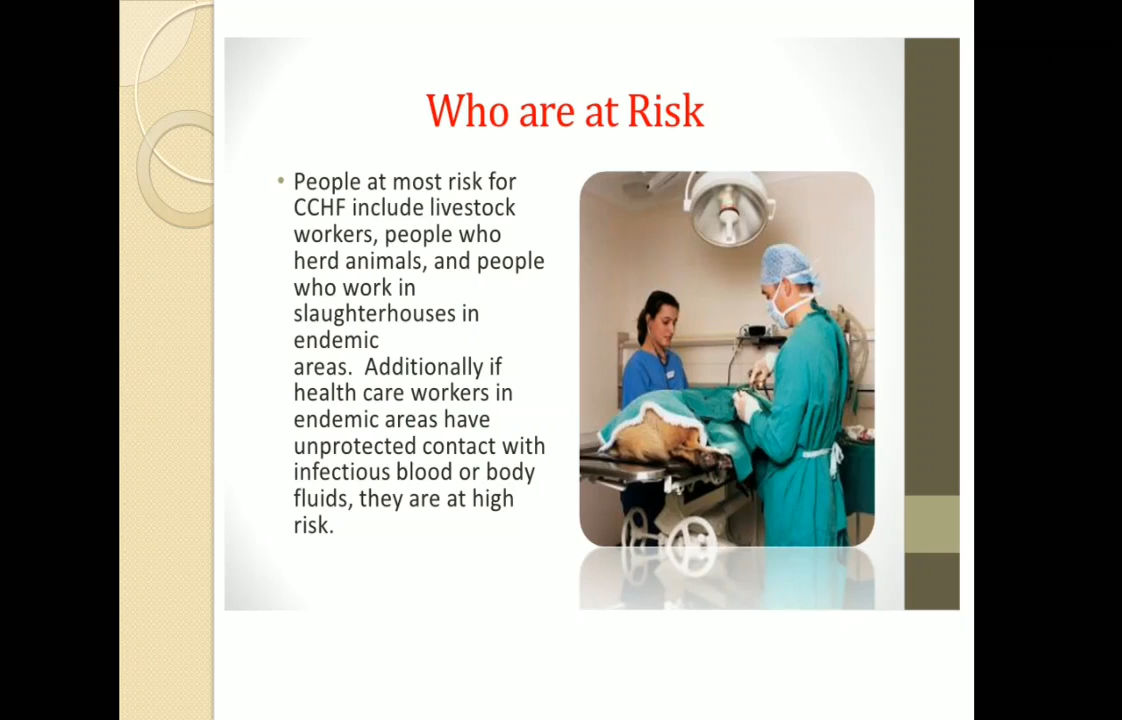 Who are at Risk
• People at most risk for
CCHF include livestock
workers, people who
herd animals, and people
who work in
slaughterhouses in
endemic
areas.  Additionally if
health care workers in
endemic areas have
unprotected contact with
infectious blood or body
fluids, they are at high
risk.